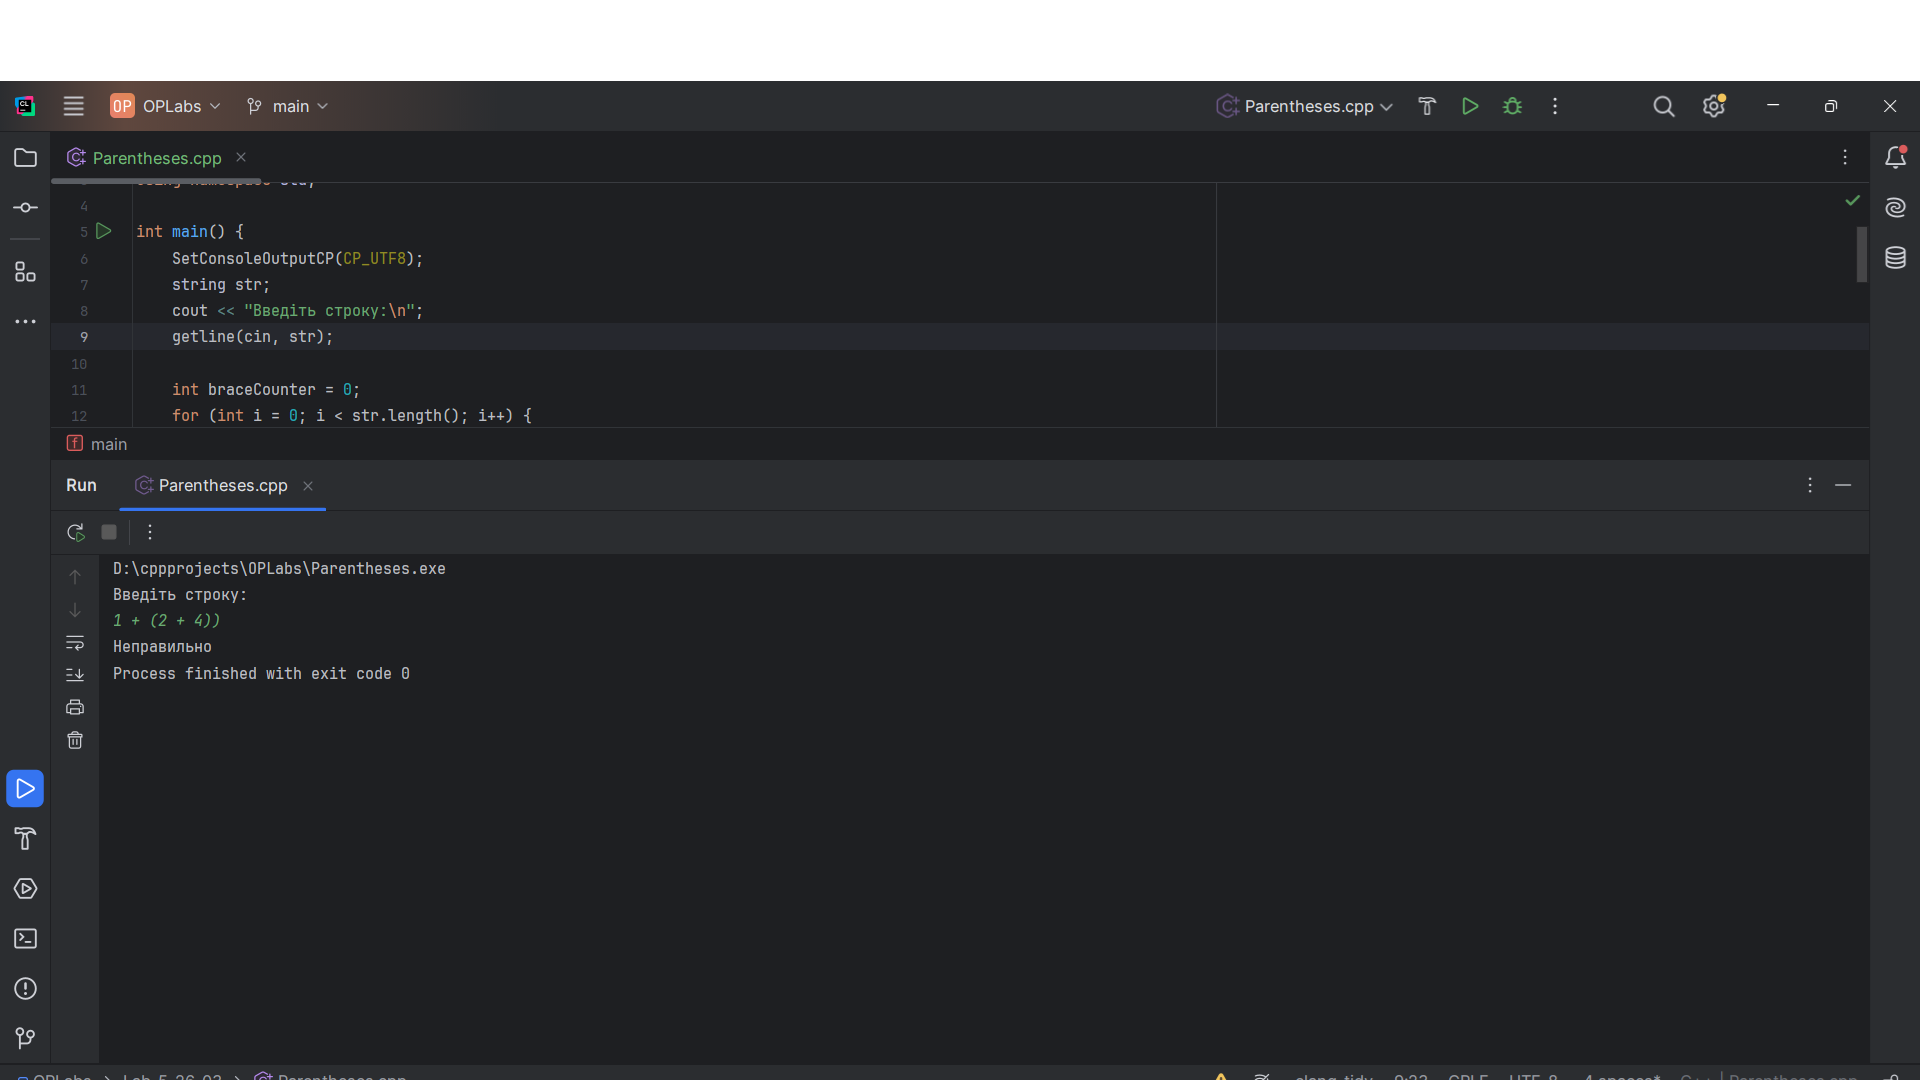 OP OPLabs main Parentheses.cpp
Parentheses.cpp
4
5 int main() {
6 SetConsoleOutputCP(CP_UTF8);
7 string str;
8 cout << "Введіть строку:\n";
9 getline(cin, str);
10
11 int braceCounter = 0;
12 for (int i = 0; i < str.length(); i++) {
f main
Run Parentheses.cpp
D:\cppprojects\OPLabs\Parentheses.exe
Введіть строку:
1 + (2 + 4))
Неправильно
Process finished with exit code 0